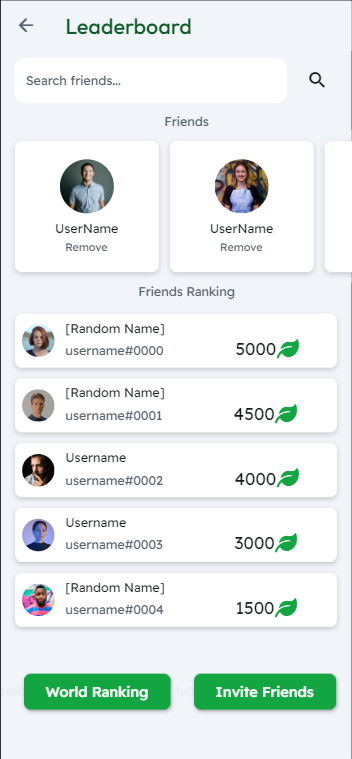 Leaderboard
Search friends...
Friends
UserName
Remove
UserName
Remove
Friends Ranking
[Random Name]
username#0000
5000
[Random Name]
username#0001
4500
Username
username#0002
4000
Username
username#0003
3000
[Random Name]
username#0004
1500
World Ranking
Invite Friends